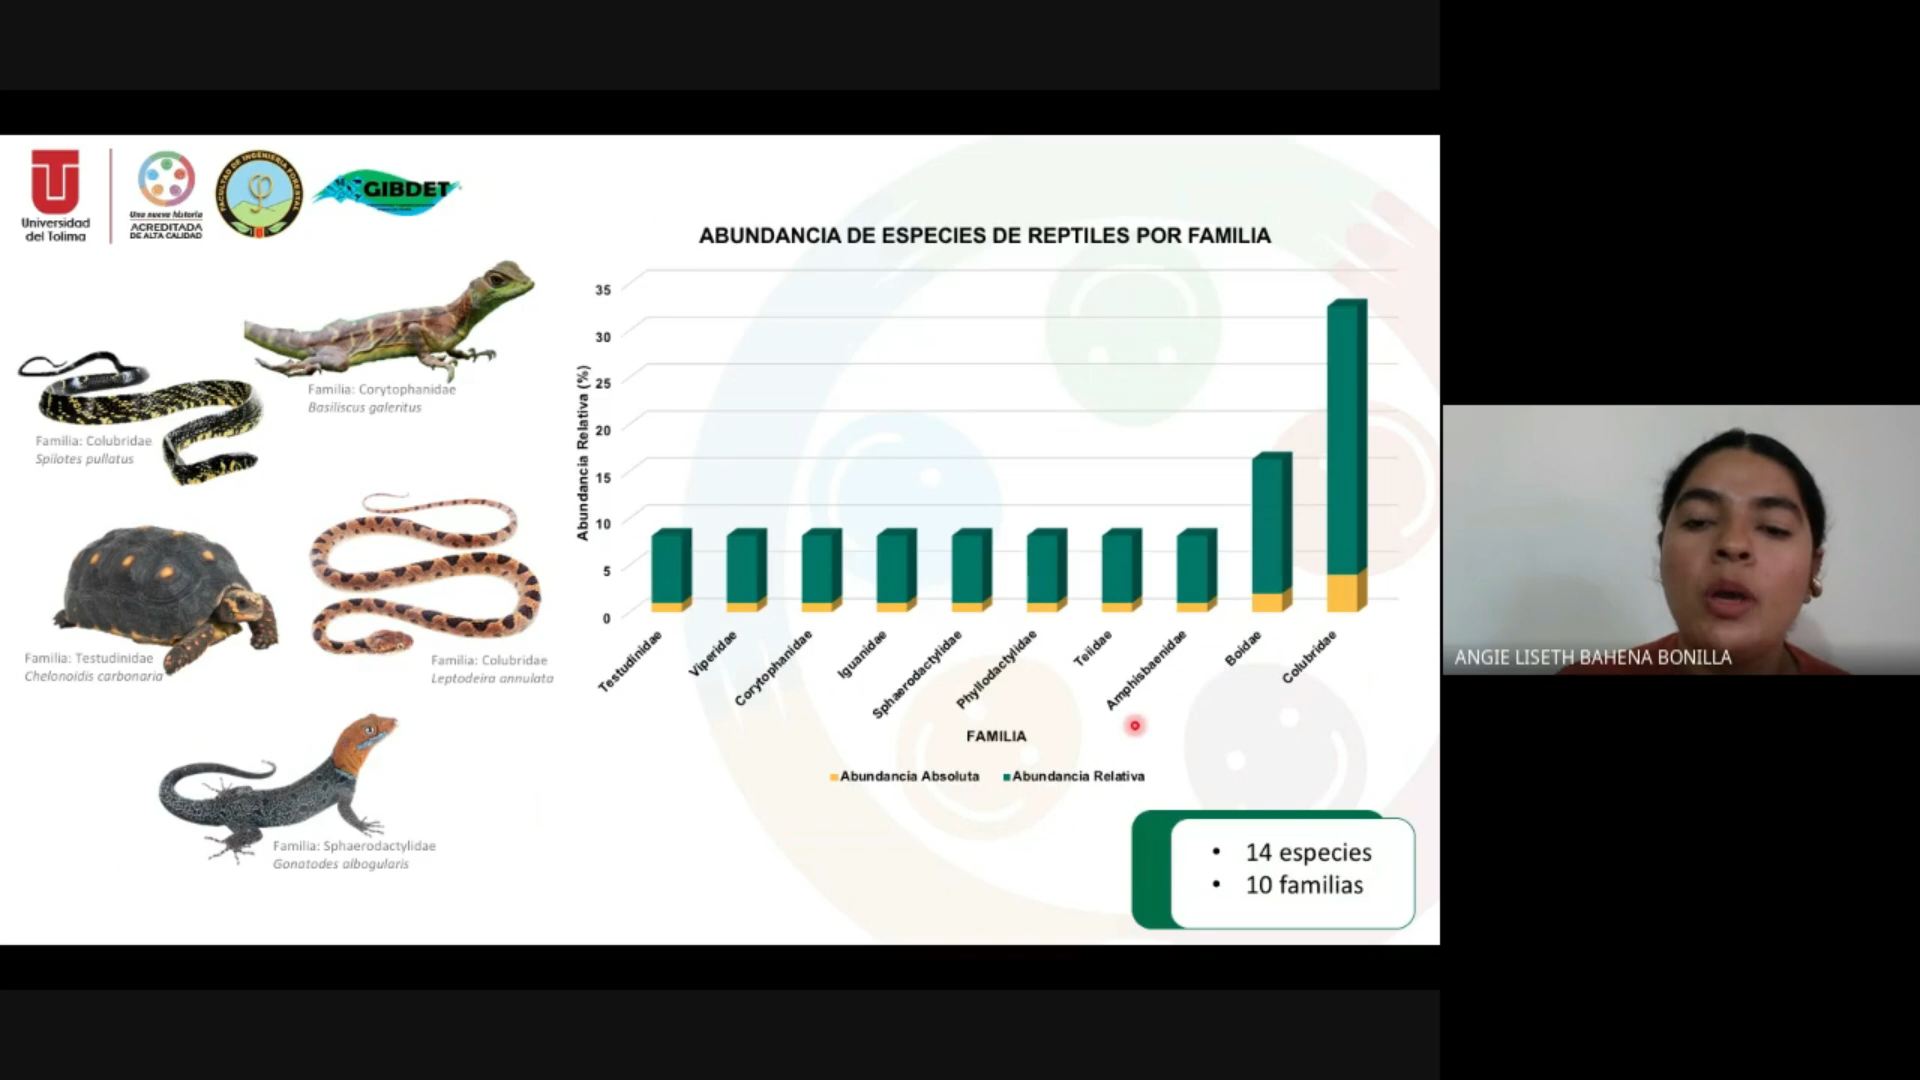 Universidad
del Tolima
Una nueva historia
ACREDITADA
DE ALTA CALIDAD
FACULTAD DE INGENIERIA FORESTAL
GIBDET
ABUNDANCIA DE ESPECIES DE REPTILES POR FAMILIA
Familia: Corytophanidae
Basiliscus galeritus
Familia: Colubridae
Spilotes pullatus
Familia: Testudinidae
Chelonoidis carbonaria
Familia: Colubridae
Leptodeira annulata
Familia: Sphaerodactylidae
Gonatodes albogularis
Abundancia Relativa (%)
35
30
25
20
15
10
5
0
Testudinidae
Viperidae
Corytophanidae
Iguanidae
Sphaerodactylidae
Phyllodactylidae
Teiidae
Amphisbaenidae
Boidae
Colubridae
FAMILIA
Abundancia Absoluta
Abundancia Relativa
• 14 especies
• 10 familias
ANGIE LISETH BAHENA BONILLA